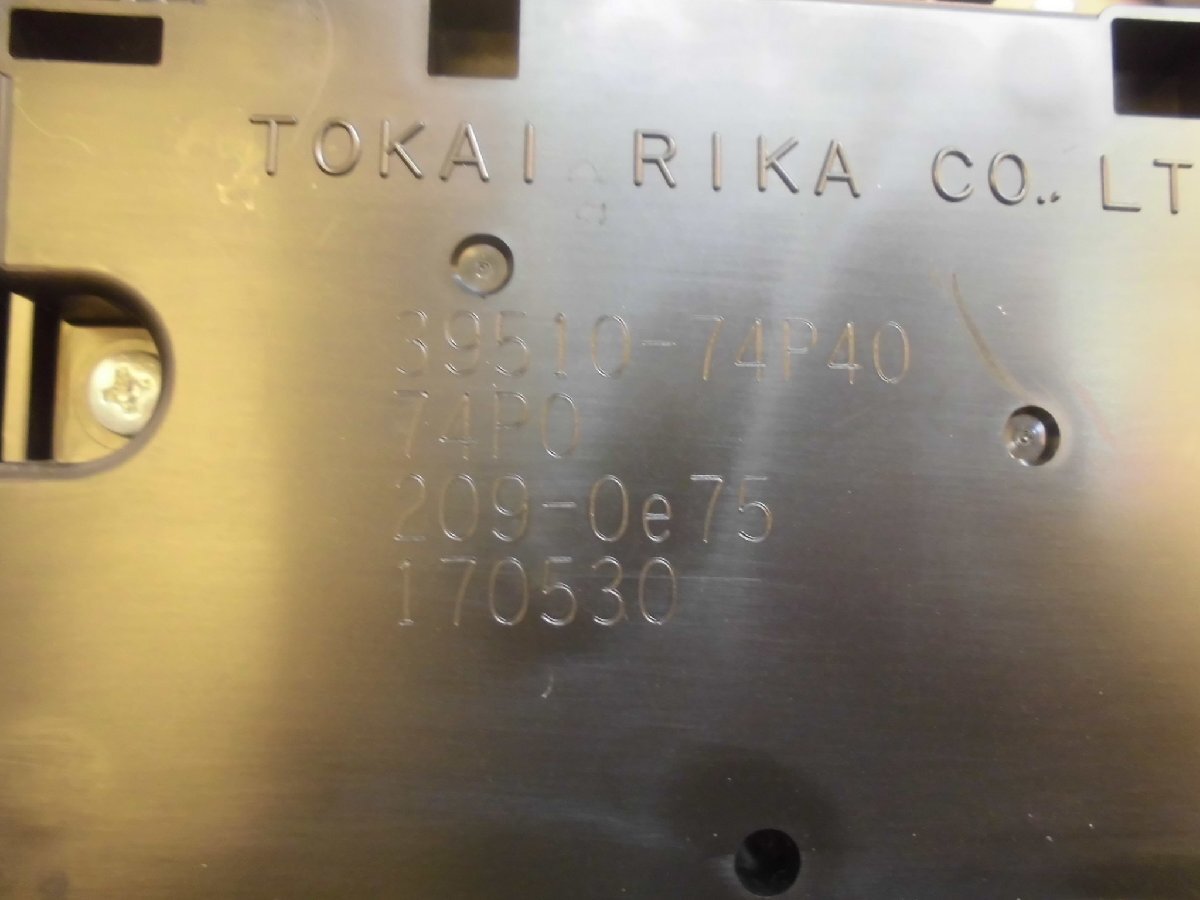 TOKAI RIKA CO., LT
39510-74P40
74P0
209-0e75
170530